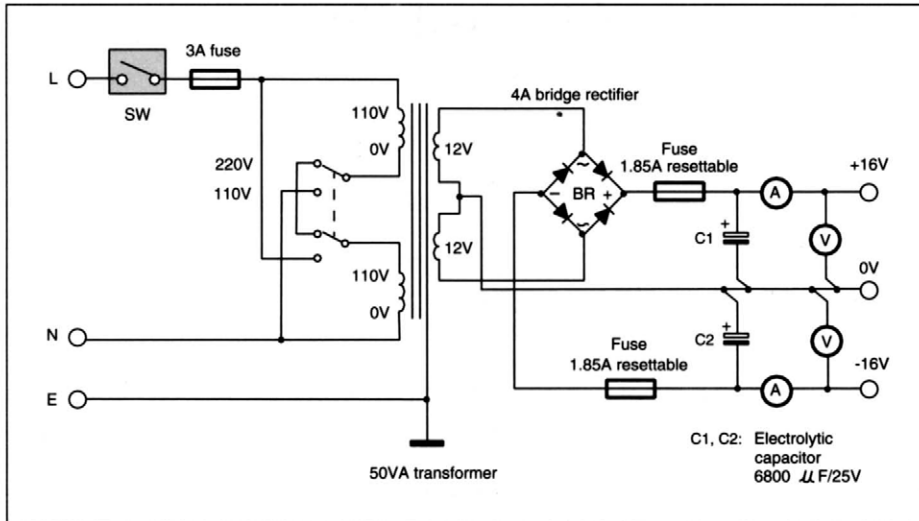 3A fuse
L
SW
110V
0V
220V
110V
110V
0V
N
E
50VA transformer
12V
12V
4A bridge rectifier
~
− BR +
~
Fuse
1.85A resettable
+16V
A
C1
+
V
0V
Fuse
1.85A resettable
C2
+
V
A
-16V
C1, C2: Electrolytic
capacitor
6800 μF/25V